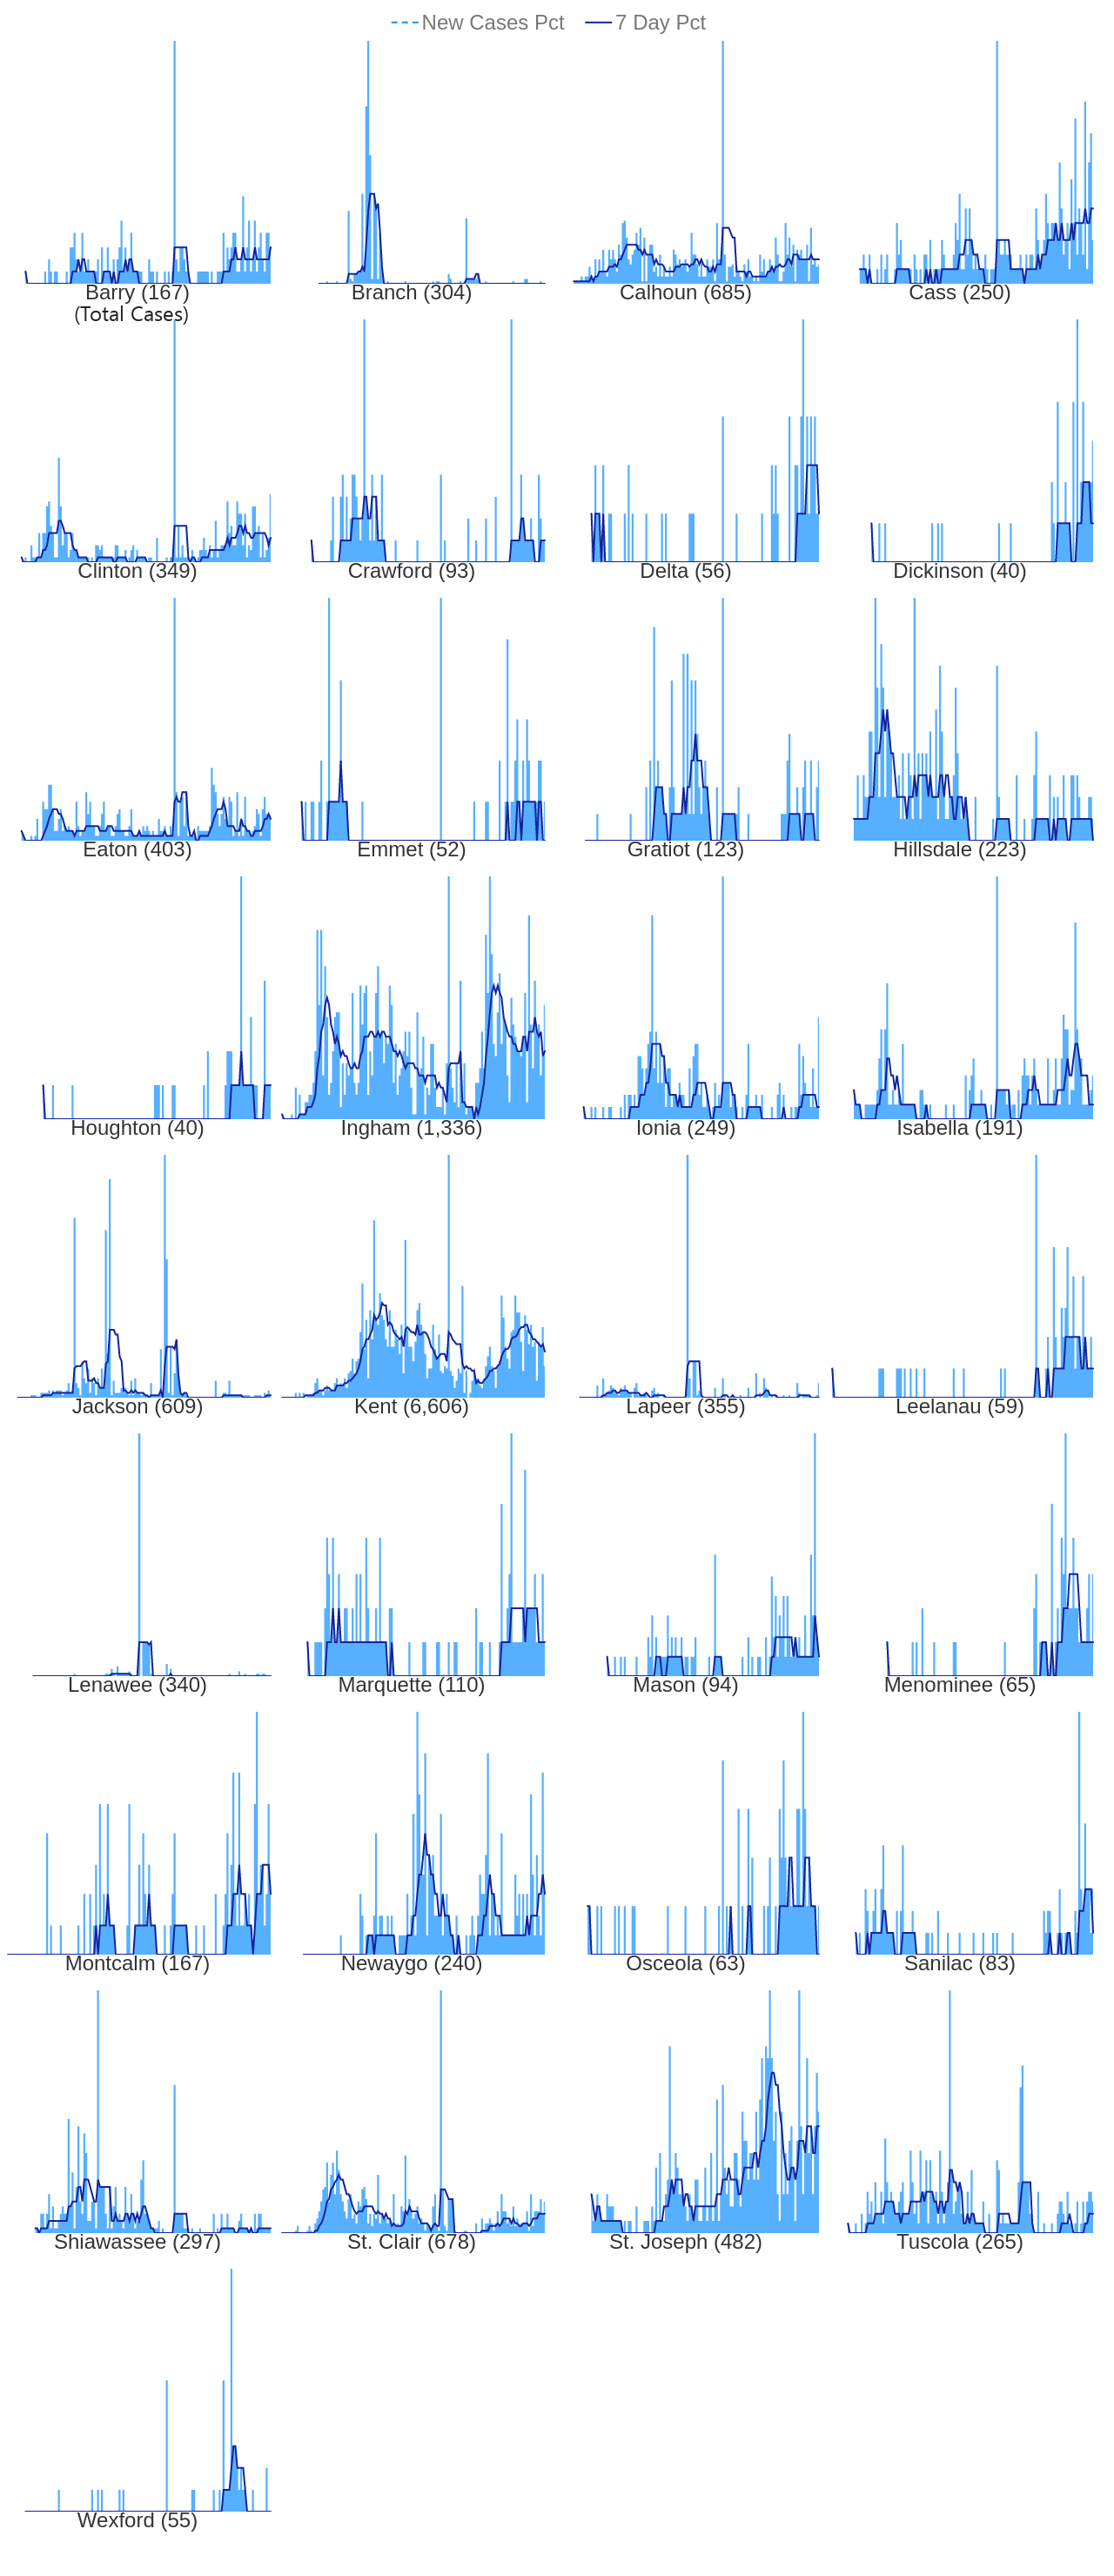 New Cases Pct 7 Day Pct
Barry (167) Branch (304) Calhoun (685) Cass (250)
(Total Cases)
Clinton (349) Crawford (93) Delta (56) Dickinson (40)
Eaton (403) Emmet (52) Gratiot (123) Hillsdale (223)
Houghton (40) Ingham (1,336) Ionia (249) Isabella (191)
Jackson (609) Kent (6,606) Lapeer (355) Leelanau (59)
Lenawee (340) Marquette (110) Mason (94) Menominee (65)
Montcalm (167) Newaygo (240) Osceola (63) Sanilac (83)
Shiawassee (297) St. Clair (678) St. Joseph (482) Tuscola (265)
Wexford (55)